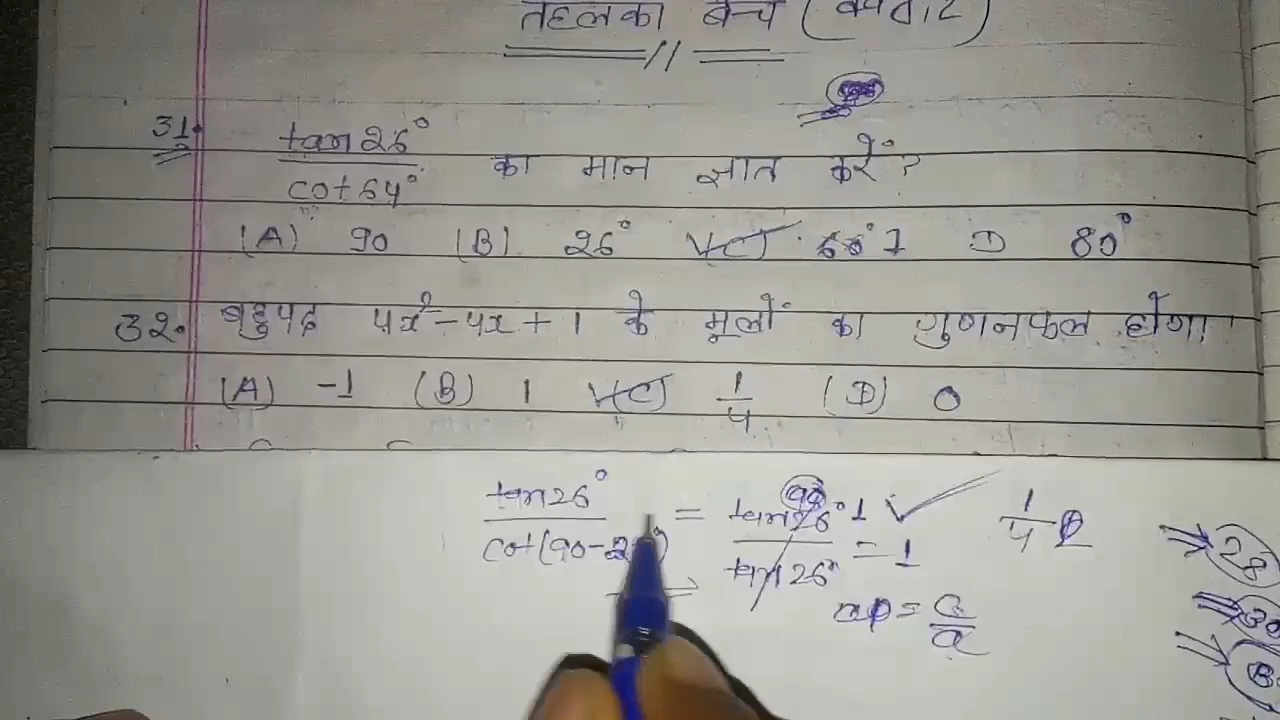 तहलका बैच (
31. tan26° / cot64° का मान ज्ञात करें?
(A) 90 (B) 26° (C) 1 D 80°
32. बहुपद 4x²-4x+1 के मूलों का गुणनफल होगा
(A) -1 (B) 1 (C) 1/4 (D) 0
tan26° / cot(90-26°) = tan26° / tan26° = 1
1/4
= c/a
28
30
B